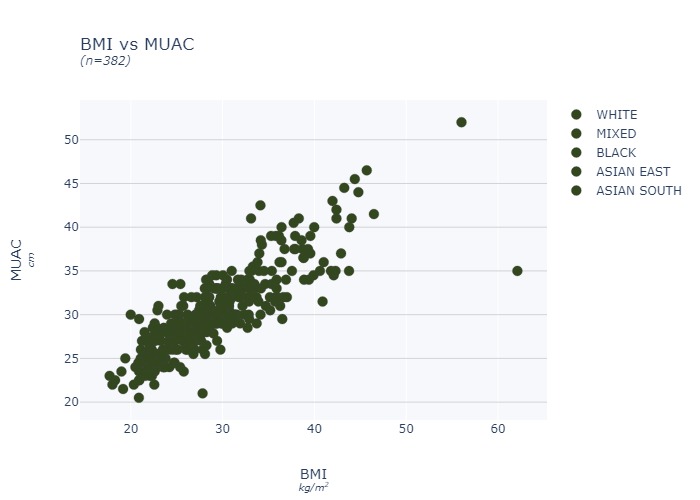 BMI vs MUAC
(n=382)
WHITE
MIXED
BLACK
ASIAN EAST
ASIAN SOUTH
50
45
40
35
30
25
20
MUAC
cm
20 30 40 50 60
BMI
kg/m²